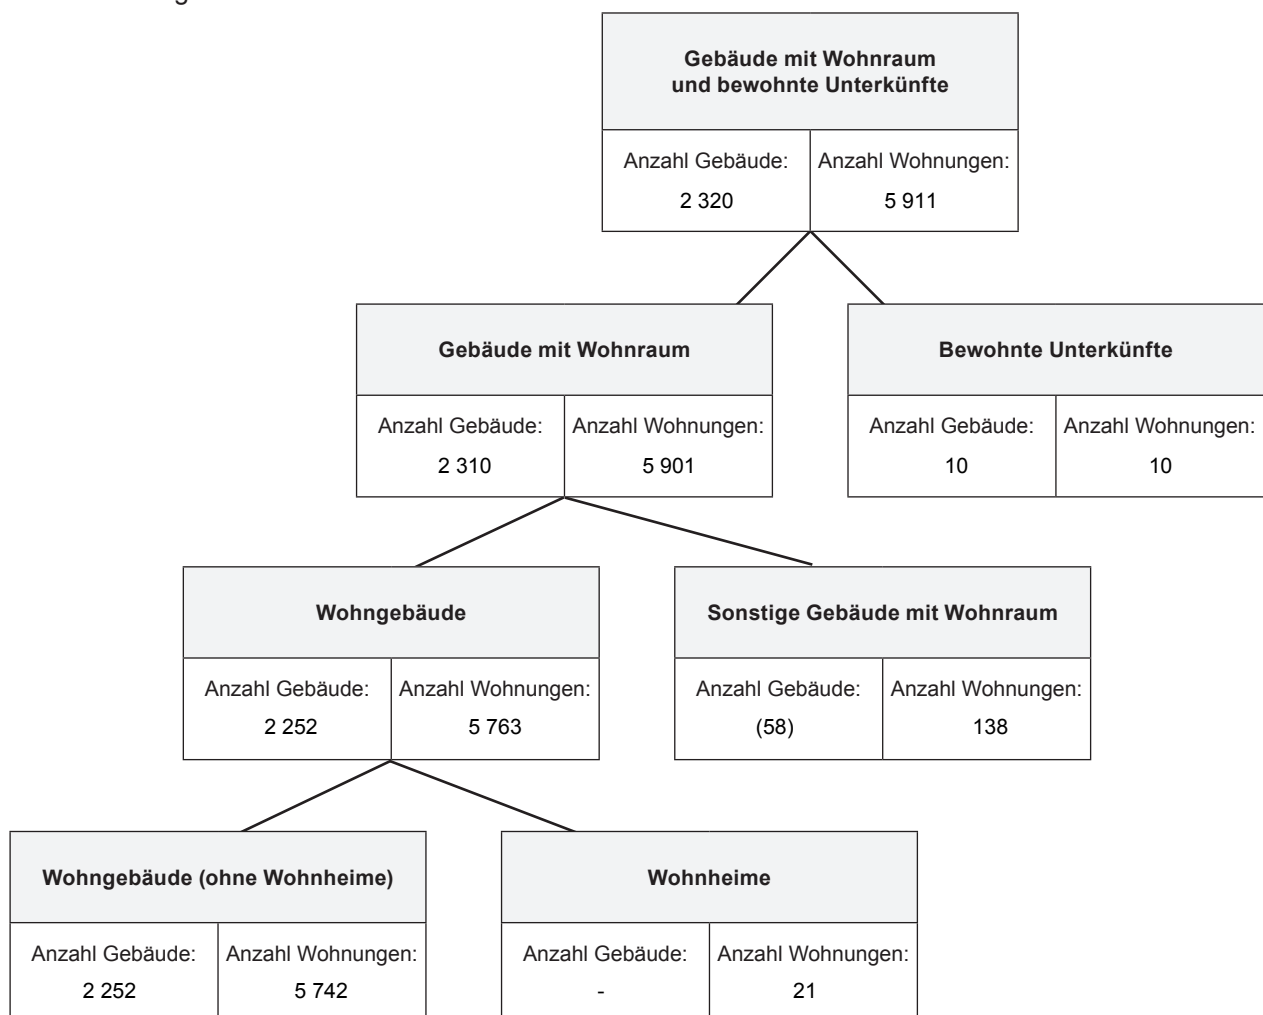 Gebäude mit Wohnraum
und bewohnte Unterkünfte
Anzahl Gebäude: Anzahl Wohnungen:
2 320 5 911
Gebäude mit Wohnraum
Anzahl Gebäude: Anzahl Wohnungen:
2 310 5 901
Bewohnte Unterkünfte
Anzahl Gebäude: Anzahl Wohnungen:
10 10
Wohngebäude
Anzahl Gebäude: Anzahl Wohnungen:
2 252 5 763
Sonstige Gebäude mit Wohnraum
Anzahl Gebäude: Anzahl Wohnungen:
(58) 138
Wohngebäude (ohne Wohnheime)
Anzahl Gebäude: Anzahl Wohnungen:
2 252 5 742
Wohnheime
Anzahl Gebäude: Anzahl Wohnungen:
- 21